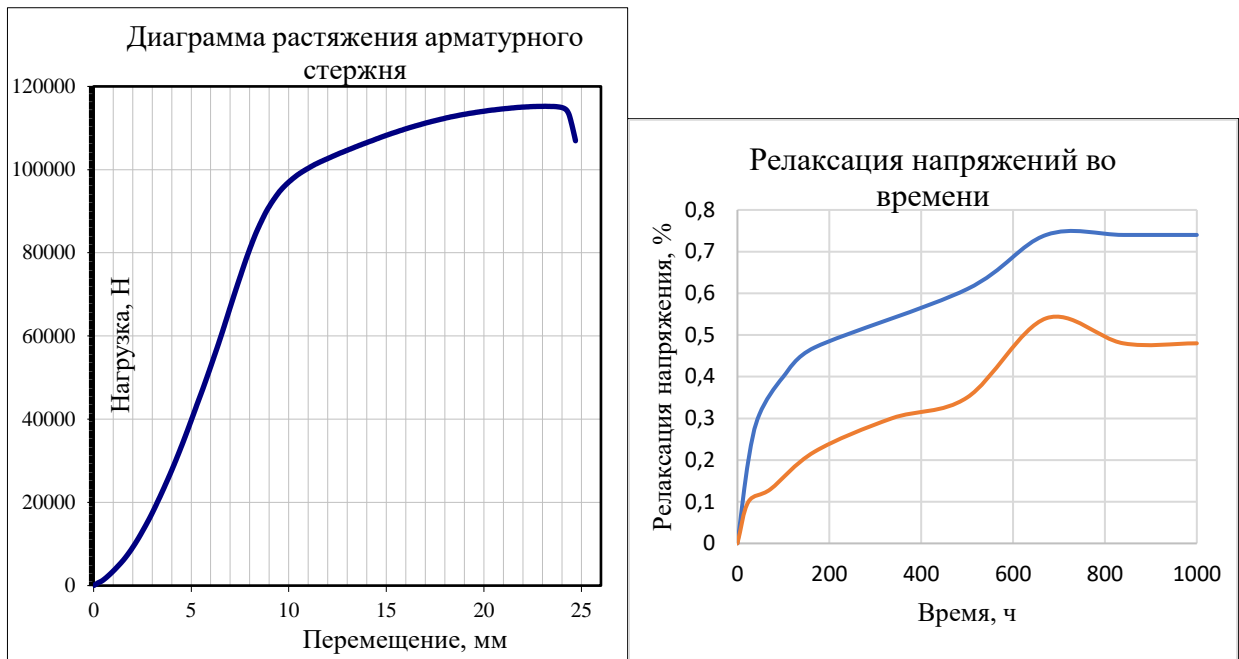 Диаграмма растяжения арматурного
стержня
120000
100000
80000
60000
40000
20000
0
Нагрузка, Н
0 5 10 15 20 25
Перемещение, мм
Релаксация напряжений во
времени
0,8
0,7
0,6
0,5
0,4
0,3
0,2
0,1
0
Релаксация напряжения, %
0 200 400 600 800 1000
Время, ч